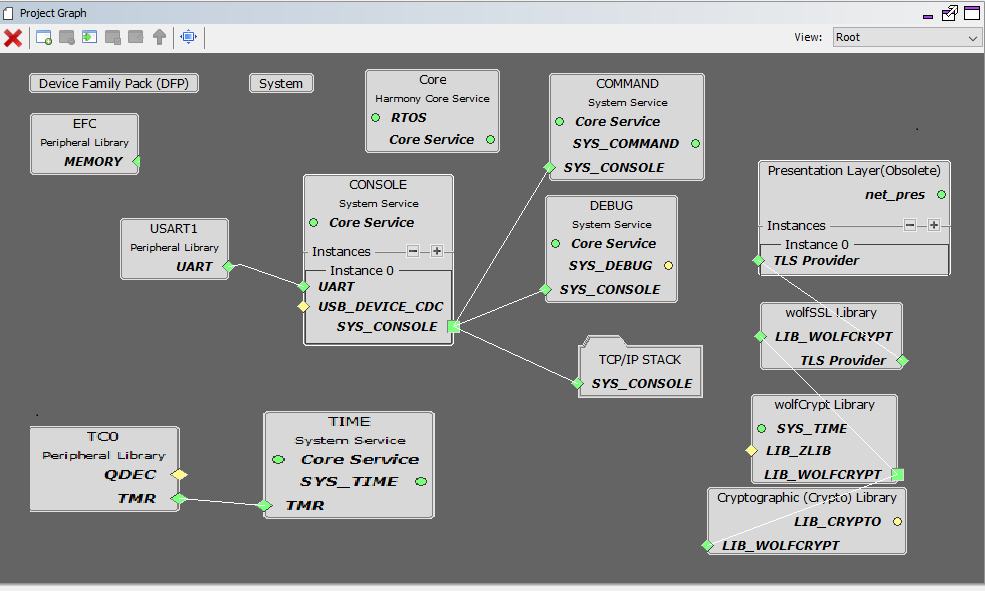 Project Graph
View: Root
Device Family Pack (DFP)
System
Core
Harmony Core Service
RTOS
Core Service
COMMAND
System Service
Core Service
SYS_COMMAND
SYS_CONSOLE
EFC
Peripheral Library
MEMORY
Presentation Layer(Obsolete)
net_pres
Instances
Instance 0
TLS Provider
CONSOLE
System Service
Core Service
Instances
Instance 0
UART
USB_DEVICE_CDC
SYS_CONSOLE
DEBUG
System Service
Core Service
SYS_DEBUG
SYS_CONSOLE
USART1
Peripheral Library
UART
wolfSSL Library
LIB_WOLFCRYPT
TLS Provider
TCP/IP STACK
SYS_CONSOLE
wolfCrypt Library
SYS_TIME
LIB_ZLIB
LIB_WOLFCRYPT
TIME
System Service
Core Service
SYS_TIME
TMR
TC0
Peripheral Library
QDEC
TMR
Cryptographic (Crypto) Library
LIB_CRYPTO
LIB_WOLFCRYPT